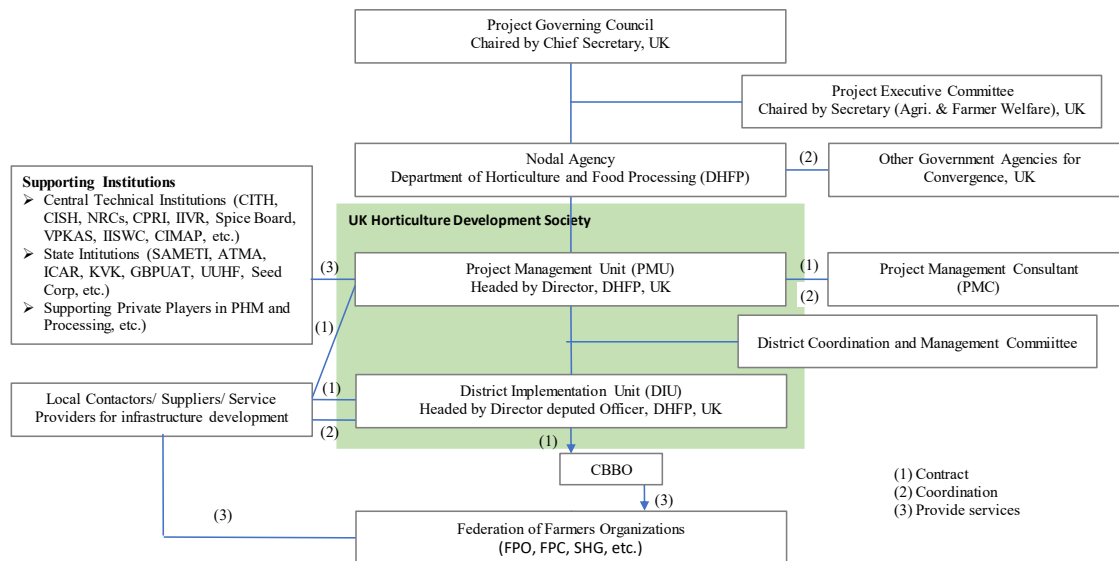 Project Governing Council
Chaired by Chief Secretary, UK
Project Executive Committee
Chaired by Secretary (Agri. & Farmer Welfare), UK
Nodal Agency
Department of Horticulture and Food Processing (DHFP)
(2)
Other Government Agencies for
Convergence, UK
Supporting Institutions
➢ Central Technical Institutions (CITH,
CISH, NRCs, CPRI, IIVR, Spice Board,
VPKAS, IISWC, CIMAP, etc.)
➢ State Intitutions (SAMETI, ATMA,
ICAR, KVK, GBPUAT, UUHF, Seed
Corp, etc.)
➢ Supporting Private Players in PHM and
Processing, etc.)
UK Horticulture Development Society
(3)
Project Management Unit (PMU)
Headed by Director, DHFP, UK
(1)
(2)
Project Management Consultant
(PMC)
(1)
District Coordination and Management Commiittee
Local Contactors/ Suppliers/ Service
Providers for infrastructure development
(1)
(2)
District Implementation Unit (DIU)
Headed by Director deputed Officer, DHFP, UK
(1)
CBBO
(3)
(3)
Federation of Farmers Organizations
(FPO, FPC, SHG, etc.)
(1) Contract
(2) Coordination
(3) Provide services